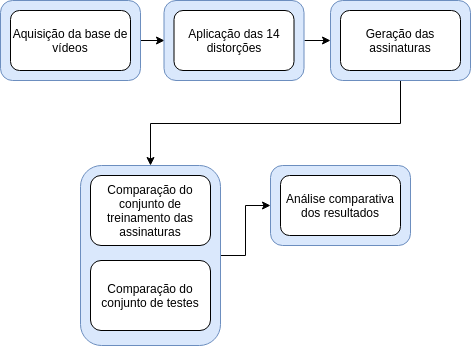 Aquisição da base de
vídeos
Aplicação das 14
distorções
Geração das
assinaturas
Comparação do
conjunto de
treinamento das
assinaturas
Comparação do
conjunto de testes
Análise comparativa
dos resultados